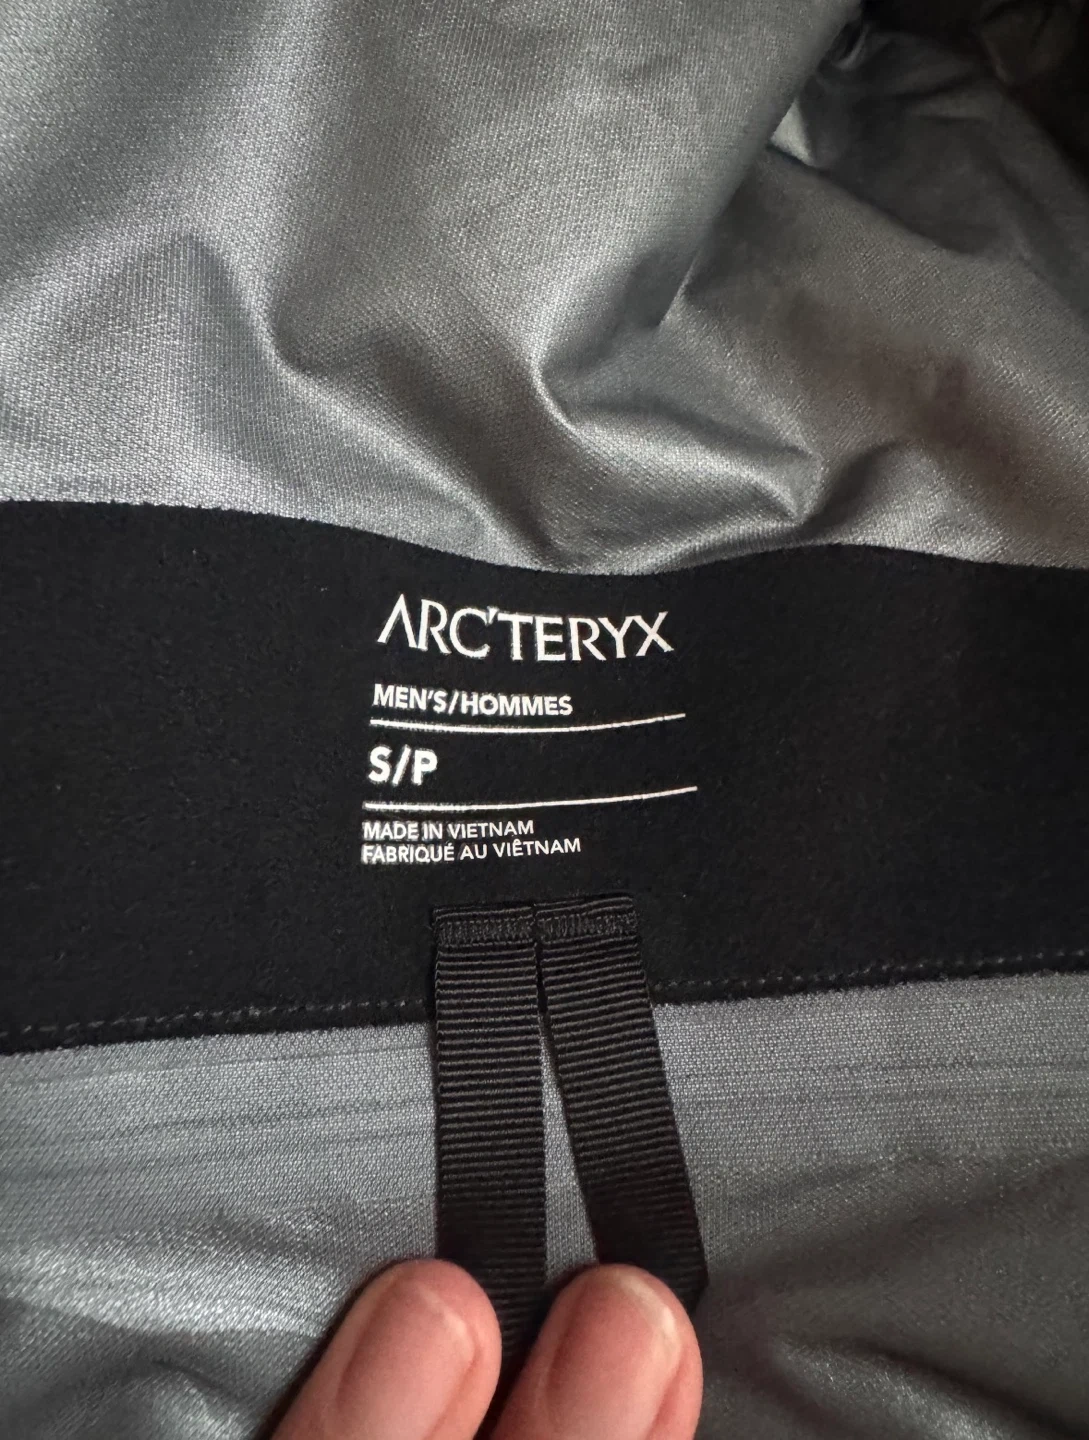 ARC'TERYX
MEN'S/HOMMES
S/P
MADE IN VIETNAM
FABRIQUÉ AU VIÊTNAM